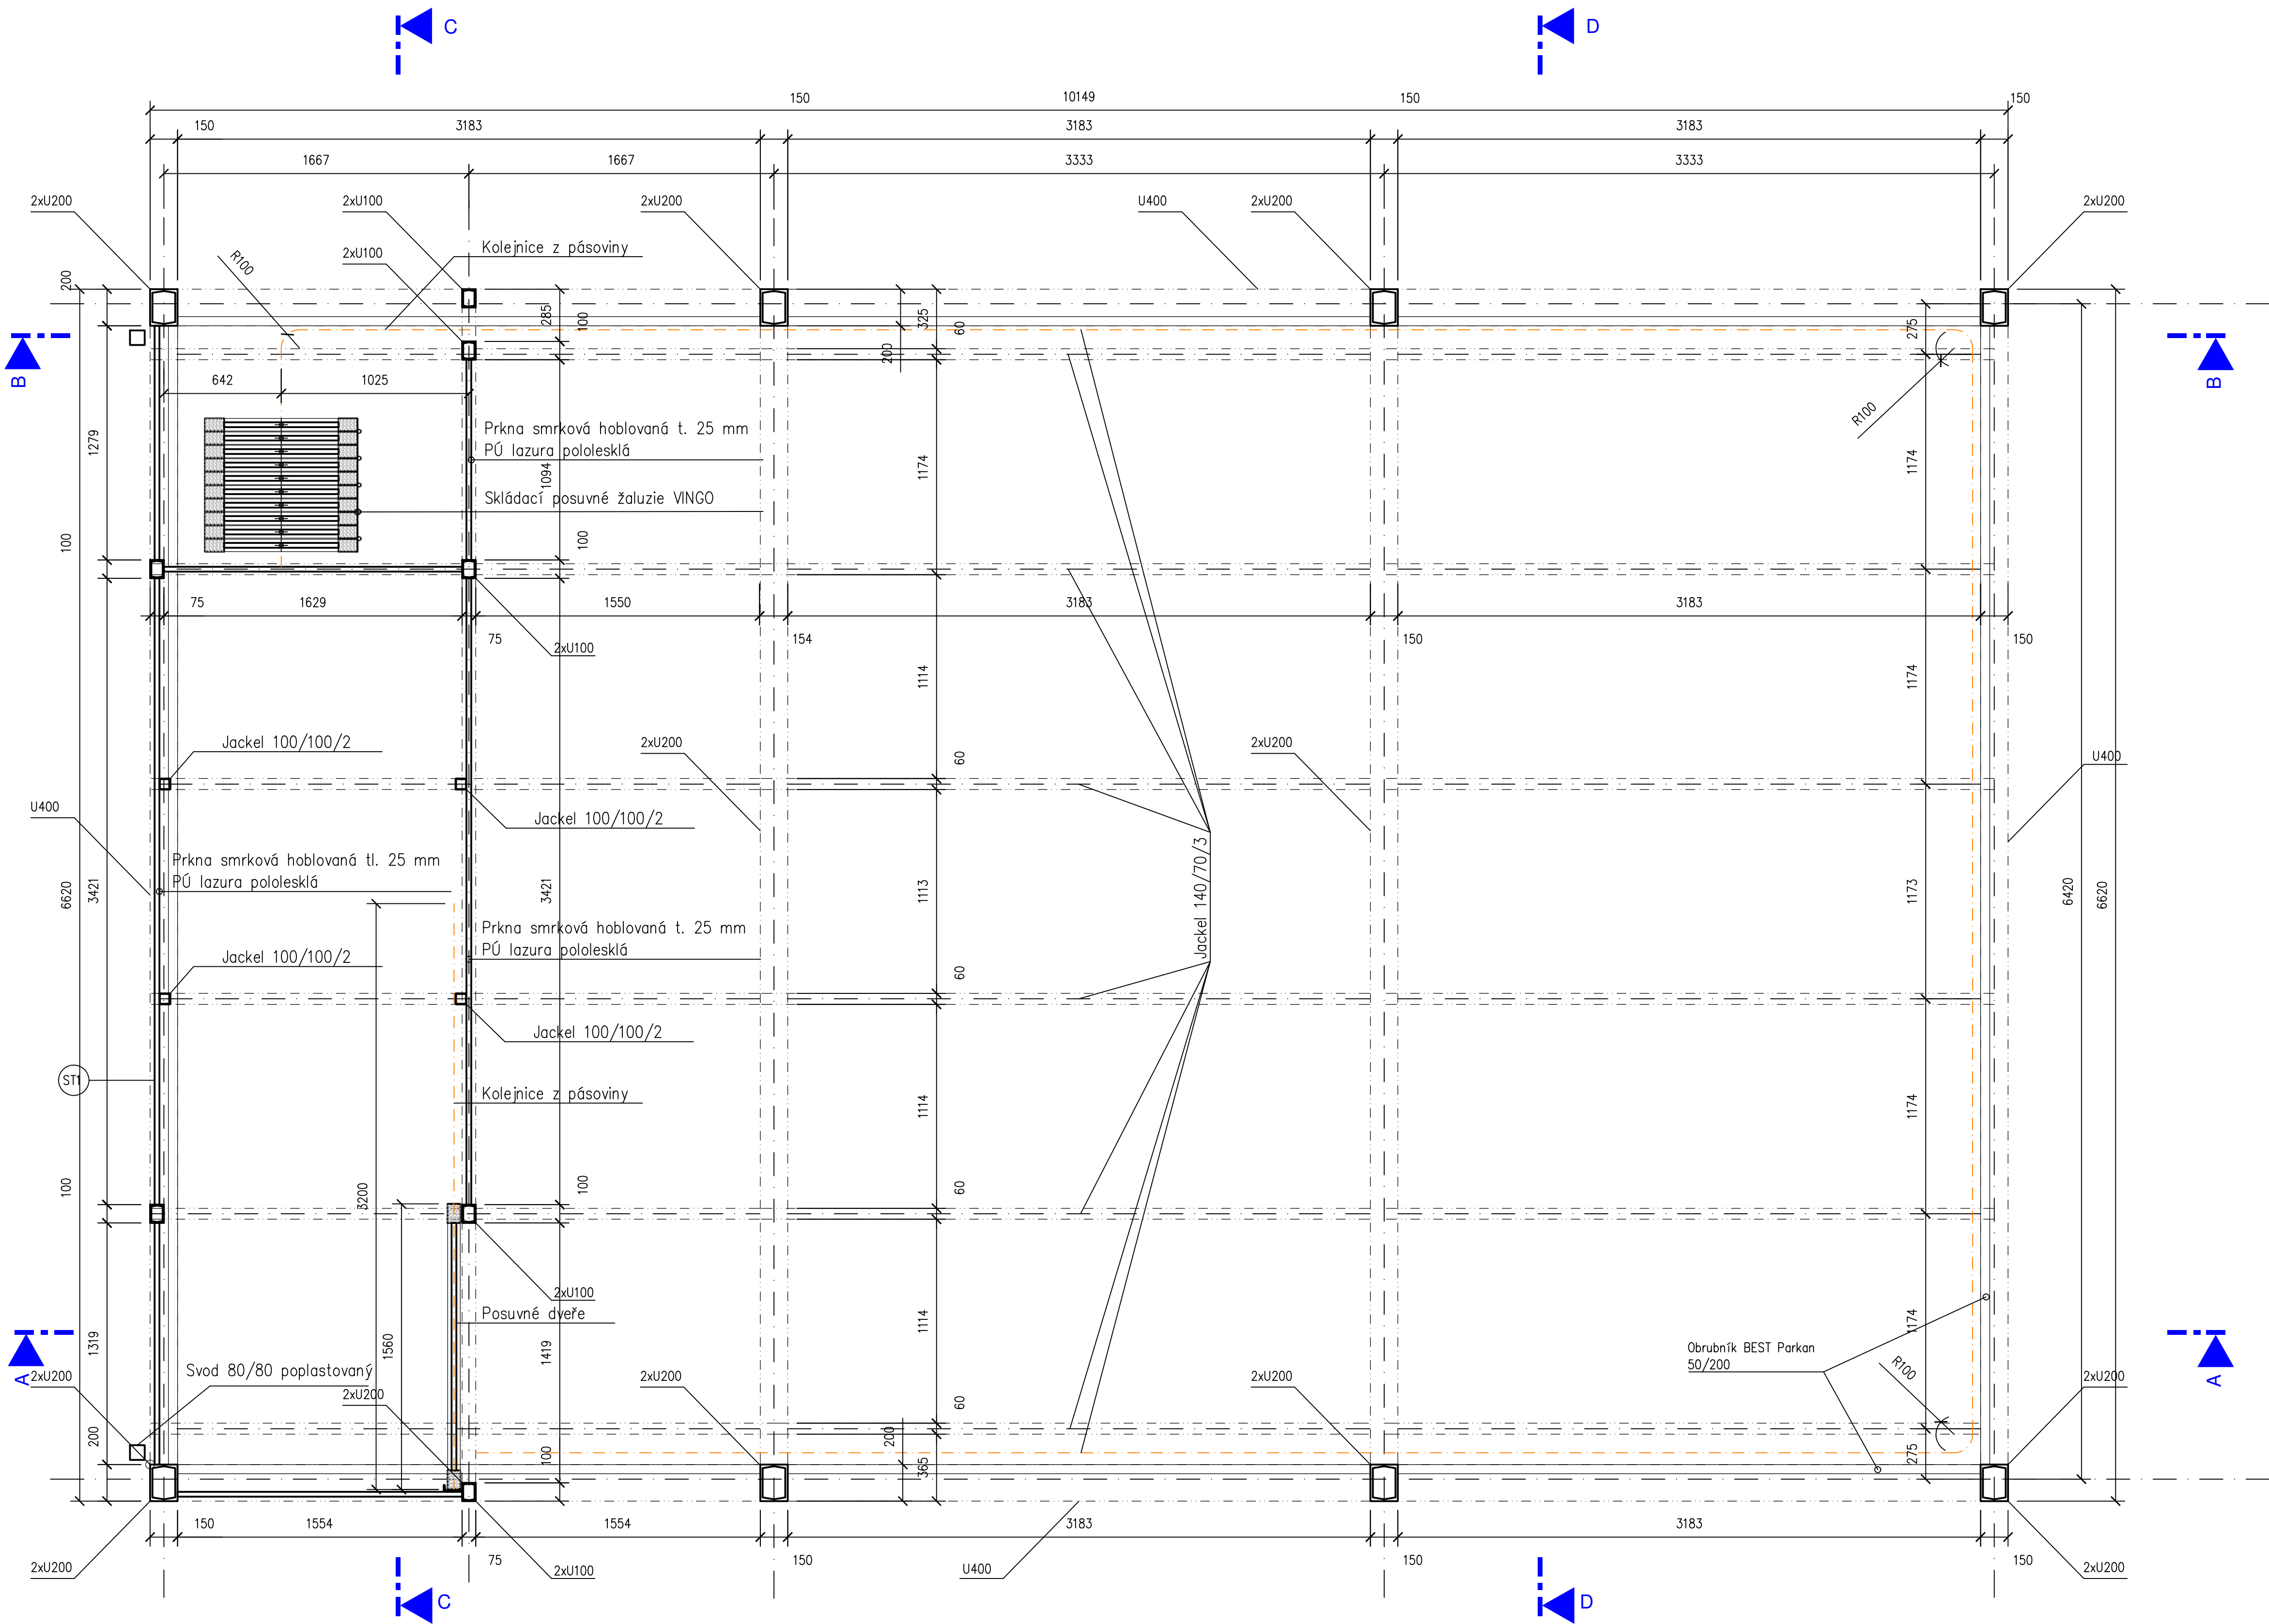 C
D
150
10149
150
150
150
3183
3183
3183
1667
1667
3333
3333
2xU200
2xU100
2xU200
U400
2xU200
2xU200
R100
2xU100
Kolejnice z pásoviny
200
285
100
325
60
200
275
B
B
R100
642
1025
1279
Prkna smrková hoblovaná t. 25 mm
PÚ lazura pololesklá
1094
1174
1174
Skládací posuvné žaluzie VINGO
100
100
75
1629
1550
3183
3183
75
154
150
150
2xU100
1114
1174
Jackel 100/100/2
2xU200
2xU200
U400
60
U400
Jackel 100/100/2
Prkna smrková hoblovaná tl. 25 mm
PÚ lazura pololesklá
6620
3421
3421
1113
Jackel 140/70/3
1173
6420
6620
Prkna smrková hoblovaná t. 25 mm
PÚ lazura pololesklá
Jackel 100/100/2
60
Jackel 100/100/2
ST1
Kolejnice z pásoviny
1114
1174
100
3200
100
60
2xU100
Posuvné dveře
1319
1560
1419
1114
1174
Obrubník BEST Parkan
50/200
R100
A
A
2xU200
Svod 80/80 poplastovaný
2xU200
2xU200
2xU200
2xU200
60
200
100
200
365
275
150
1554
1554
3183
3183
75
150
150
150
2xU200
2xU100
U400
2xU200
C
D